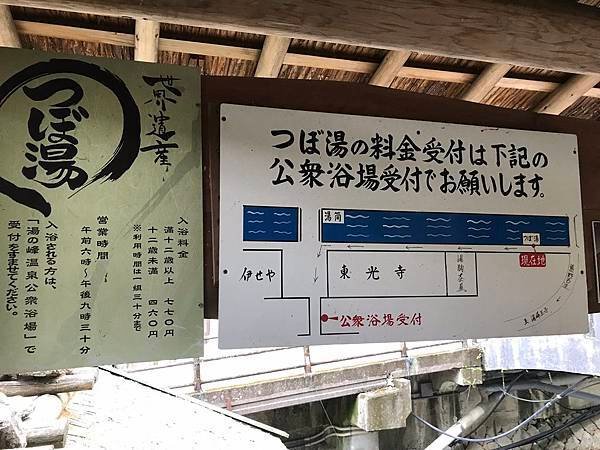 世界遺産
つぼ湯
入浴料金
満十二歳以上 七七〇円
十二歳未満 四六〇円
※利用時間は一組三十分まで
営業時間
午前六時〜午後九時三十分
入浴される方は、
「湯の峰温泉公衆浴場」で
受付をすませてください。
つぼ湯の料金受付は下記の
公衆浴場受付でお願いします。
湯筒
つぼ湯
現在地
伊せや
東光寺
公衆浴場受付